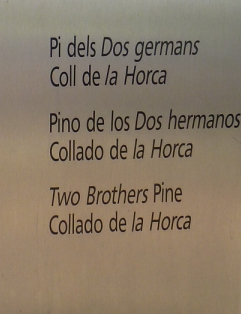 Pi dels Dos germans
Coll de la Horca
Pino de los Dos hermanos
Collado de la Horca
Two Brothers Pine
Collado de la Horca